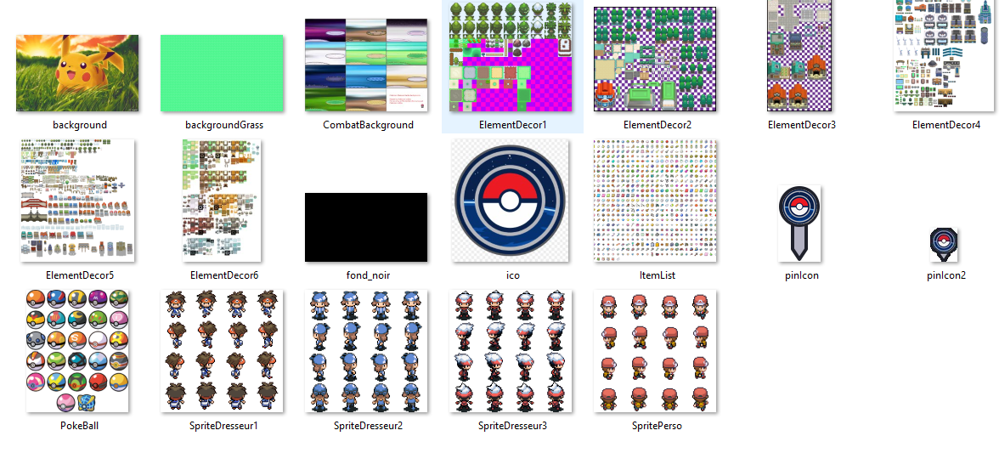 background
backgroundGrass
CombatBackground
ElementDecor1
ElementDecor2
ElementDecor3
ElementDecor4
ElementDecor5
ElementDecor6
fond_noir
ico
ItemList
pinIcon
pinIcon2
PokeBall
SpriteDresseur1
SpriteDresseur2
SpriteDresseur3
SpritePerso